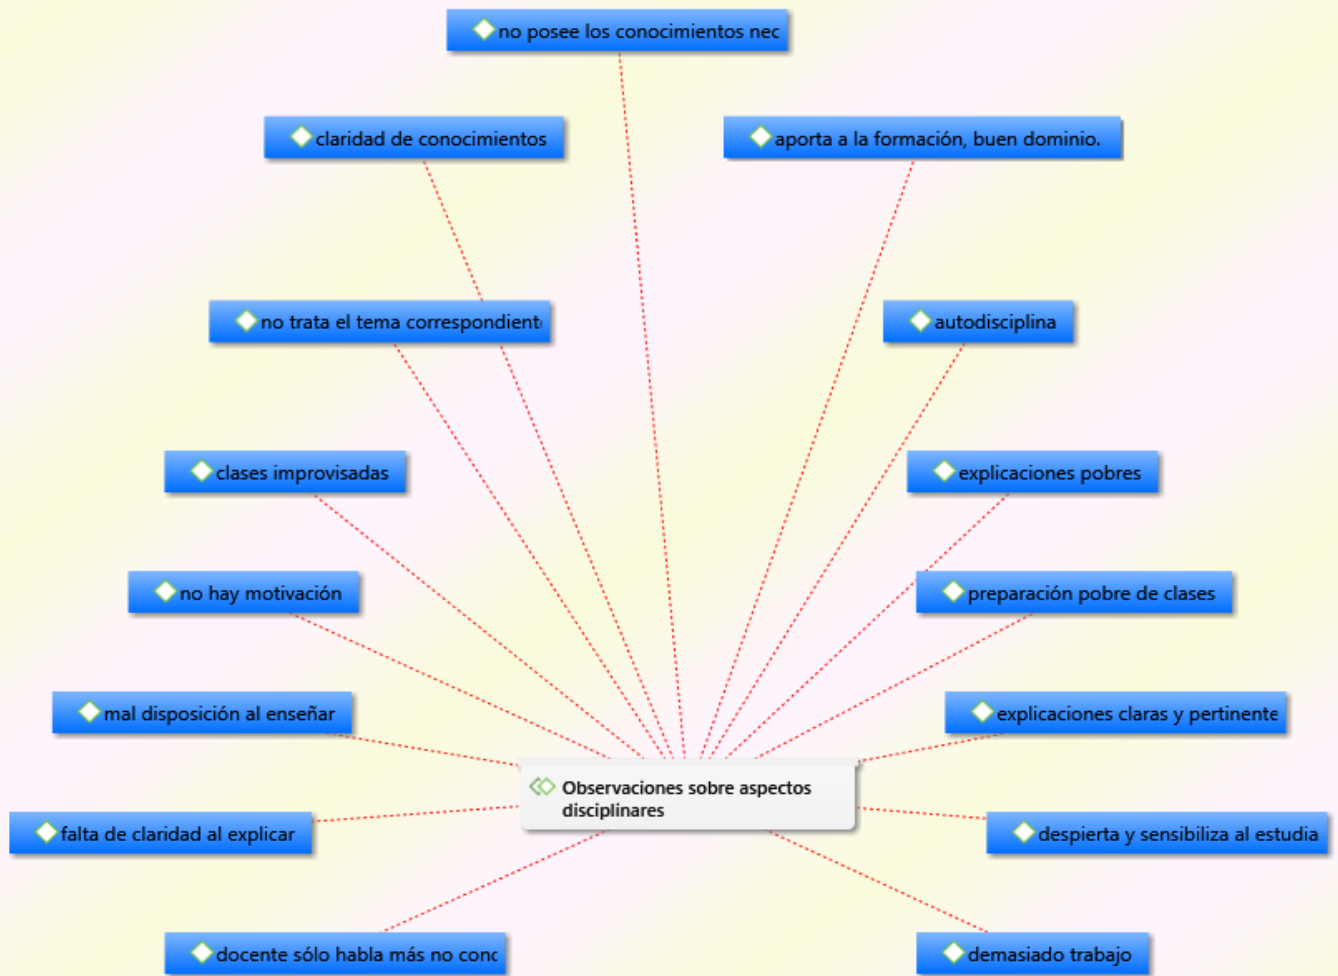 no posee los conocimientos nec
claridad de conocimientos
aporta a la formación, buen dominio.
no trata el tema correspondient
autodisciplina
clases improvisadas
explicaciones pobres
no hay motivación
preparación pobre de clases
mal disposición al enseñar
explicaciones claras y pertinente
Observaciones sobre aspectos
disciplinares
falta de claridad al explicar
despierta y sensibiliza al estudia
docente sólo habla más no conc
demasiado trabajo